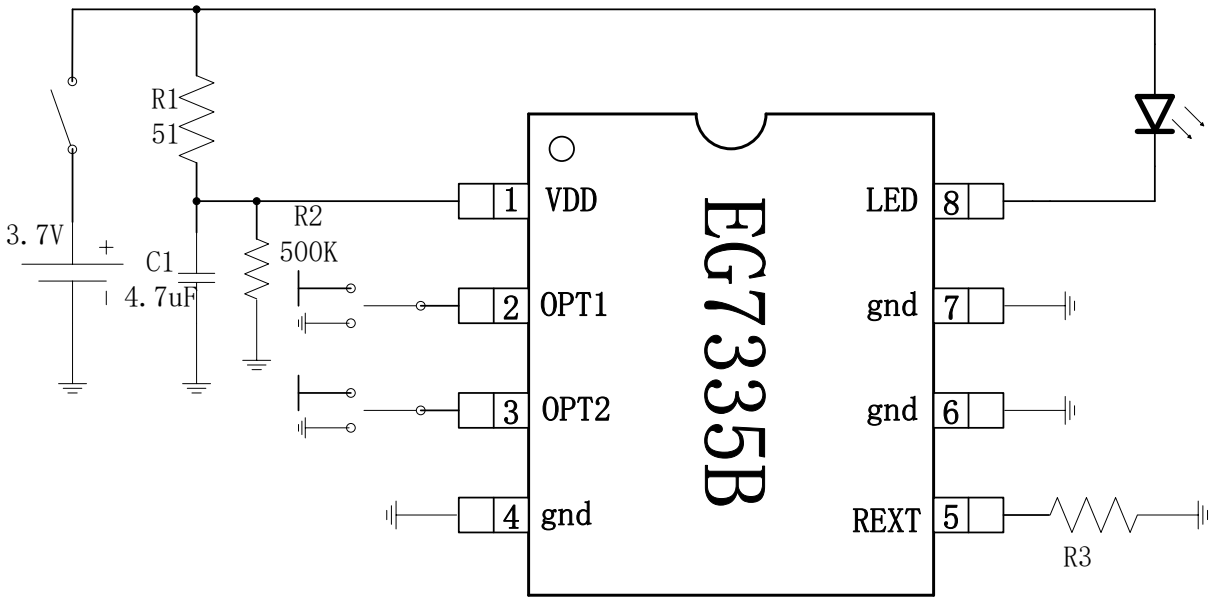 R1
51
3.7V
+
-
C1
4.7uF
R2
500K
1 VDD
2 OPT1
3 OPT2
4 gnd
EG7335B
LED 8
gnd 7
gnd 6
REXT 5
R3